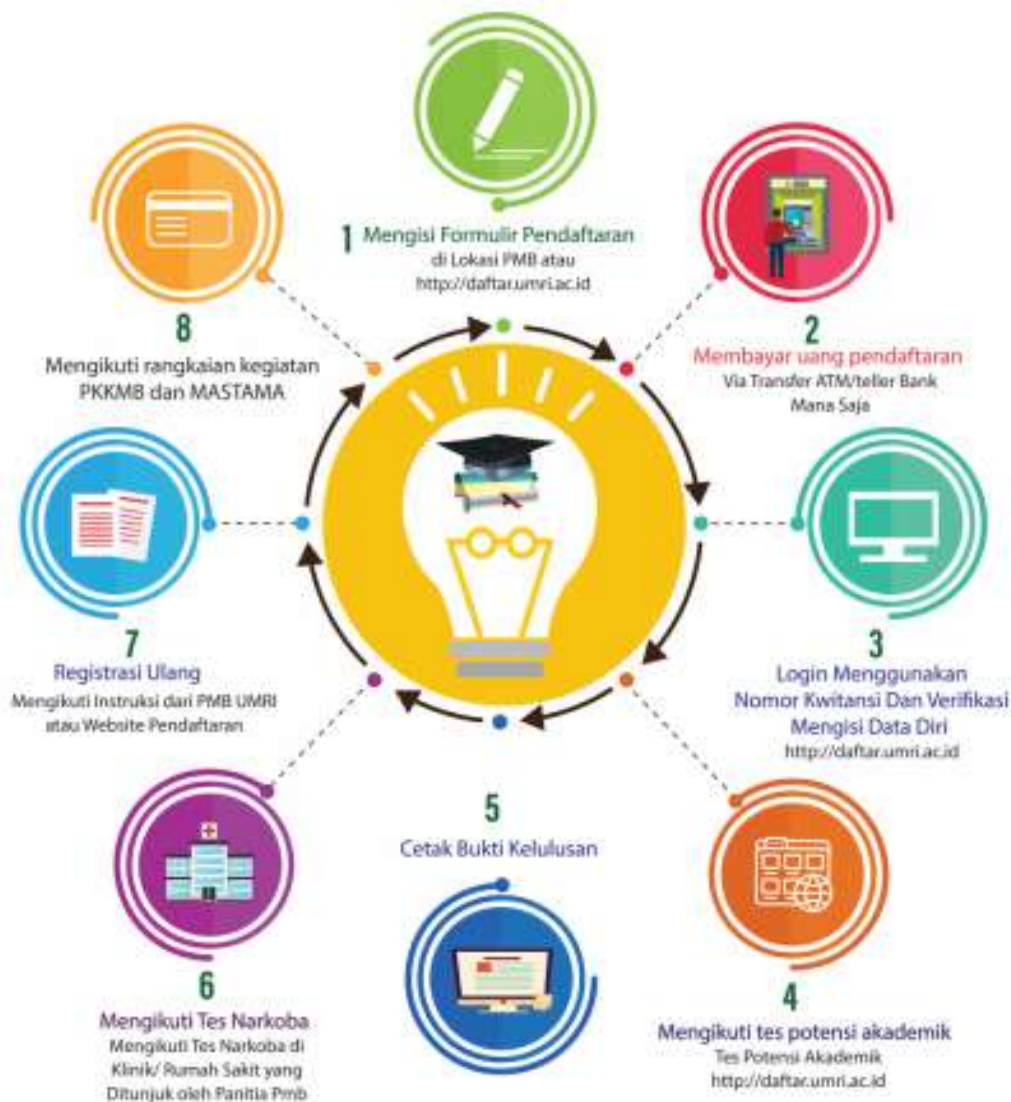 1 Mengisi Formulir Pendaftaran
di Lokasi PMB atau
http://daftar.umri.ac.id
2
Membayar uang pendaftaran
Via Transfer ATM/teller Bank
Mana Saja
3
Login Menggunakan
Nomor Kwitansi Dan Verifikasi
Mengisi Data Diri
http://daftar.umri.ac.id
4
Mengikuti tes potensi akademik
Tes Potensi Akademik
http://daftar.umri.ac.id
5
Cetak Bukti Kelulusan
6
Mengikuti Tes Narkoba
Mengikuti Tes Narkoba di
Klinik/ Rumah Sakit yang
Ditunjuk oleh Panitia Pmb
7
Registrasi Ulang
Mengikuti Instruksi dari PMB UMRI
atau Website Pendaftaran
8
Mengikuti rangkaian kegiatan
PKKMB dan MASTAMA